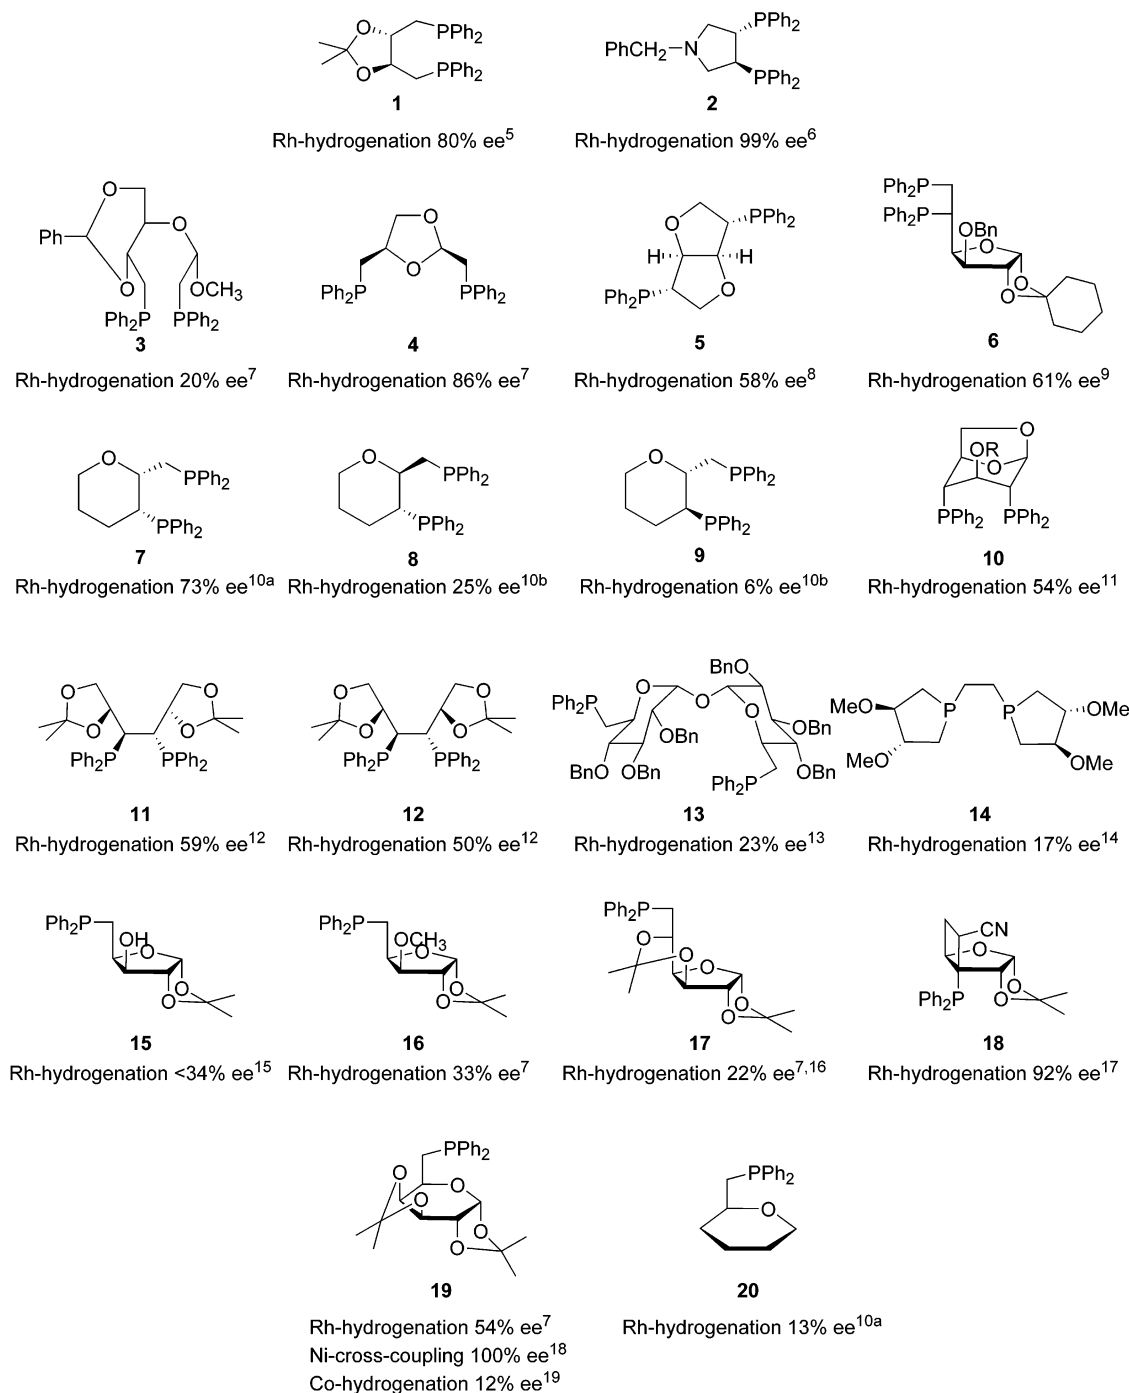 O PPh2
O PPh2
1
Rh-hydrogenation 80% ee5
PhCH2 N PPh2
PPh2
2
Rh-hydrogenation 99% ee6
O
Ph O
O OCH3
Ph2P PPh2
3
Rh-hydrogenation 20% ee7
O
O
Ph2P PPh2
4
Rh-hydrogenation 86% ee7
O PPh2
H H
Ph2P O
5
Rh-hydrogenation 58% ee8
Ph2P
Ph2P
OBn
O
O
O
6
Rh-hydrogenation 61% ee9
O
PPh2
PPh2
7
Rh-hydrogenation 73% ee10a
O
PPh2
PPh2
8
Rh-hydrogenation 25% ee10b
O
PPh2
PPh2
9
Rh-hydrogenation 6% ee10b
O
OR
O
PPh2 PPh2
10
Rh-hydrogenation 54% ee11
O O
O O
Ph2P PPh2
11
Rh-hydrogenation 59% ee12
O O
O O
Ph2P PPh2
12
Rh-hydrogenation 50% ee12
BnO
Ph2P O O
O
OBn
OBn
BnO OBn Ph2P OBn
13
Rh-hydrogenation 23% ee13
MeO P P OMe
MeO OMe
14
Rh-hydrogenation 17% ee14
Ph2P
OH
O
O
O
15
Rh-hydrogenation <34% ee15
Ph2P
OCH3
O
O
O
16
Rh-hydrogenation 33% ee7
Ph2P
O
O
O
O
O
17
Rh-hydrogenation 22% ee7,16
CN
O
Ph2P O
O
18
Rh-hydrogenation 92% ee17
PPh2
O O
O
O
O
19
Rh-hydrogenation 54% ee7
Ni-cross-coupling 100% ee18
Co-hydrogenation 12% ee19
PPh2
O
20
Rh-hydrogenation 13% ee10a